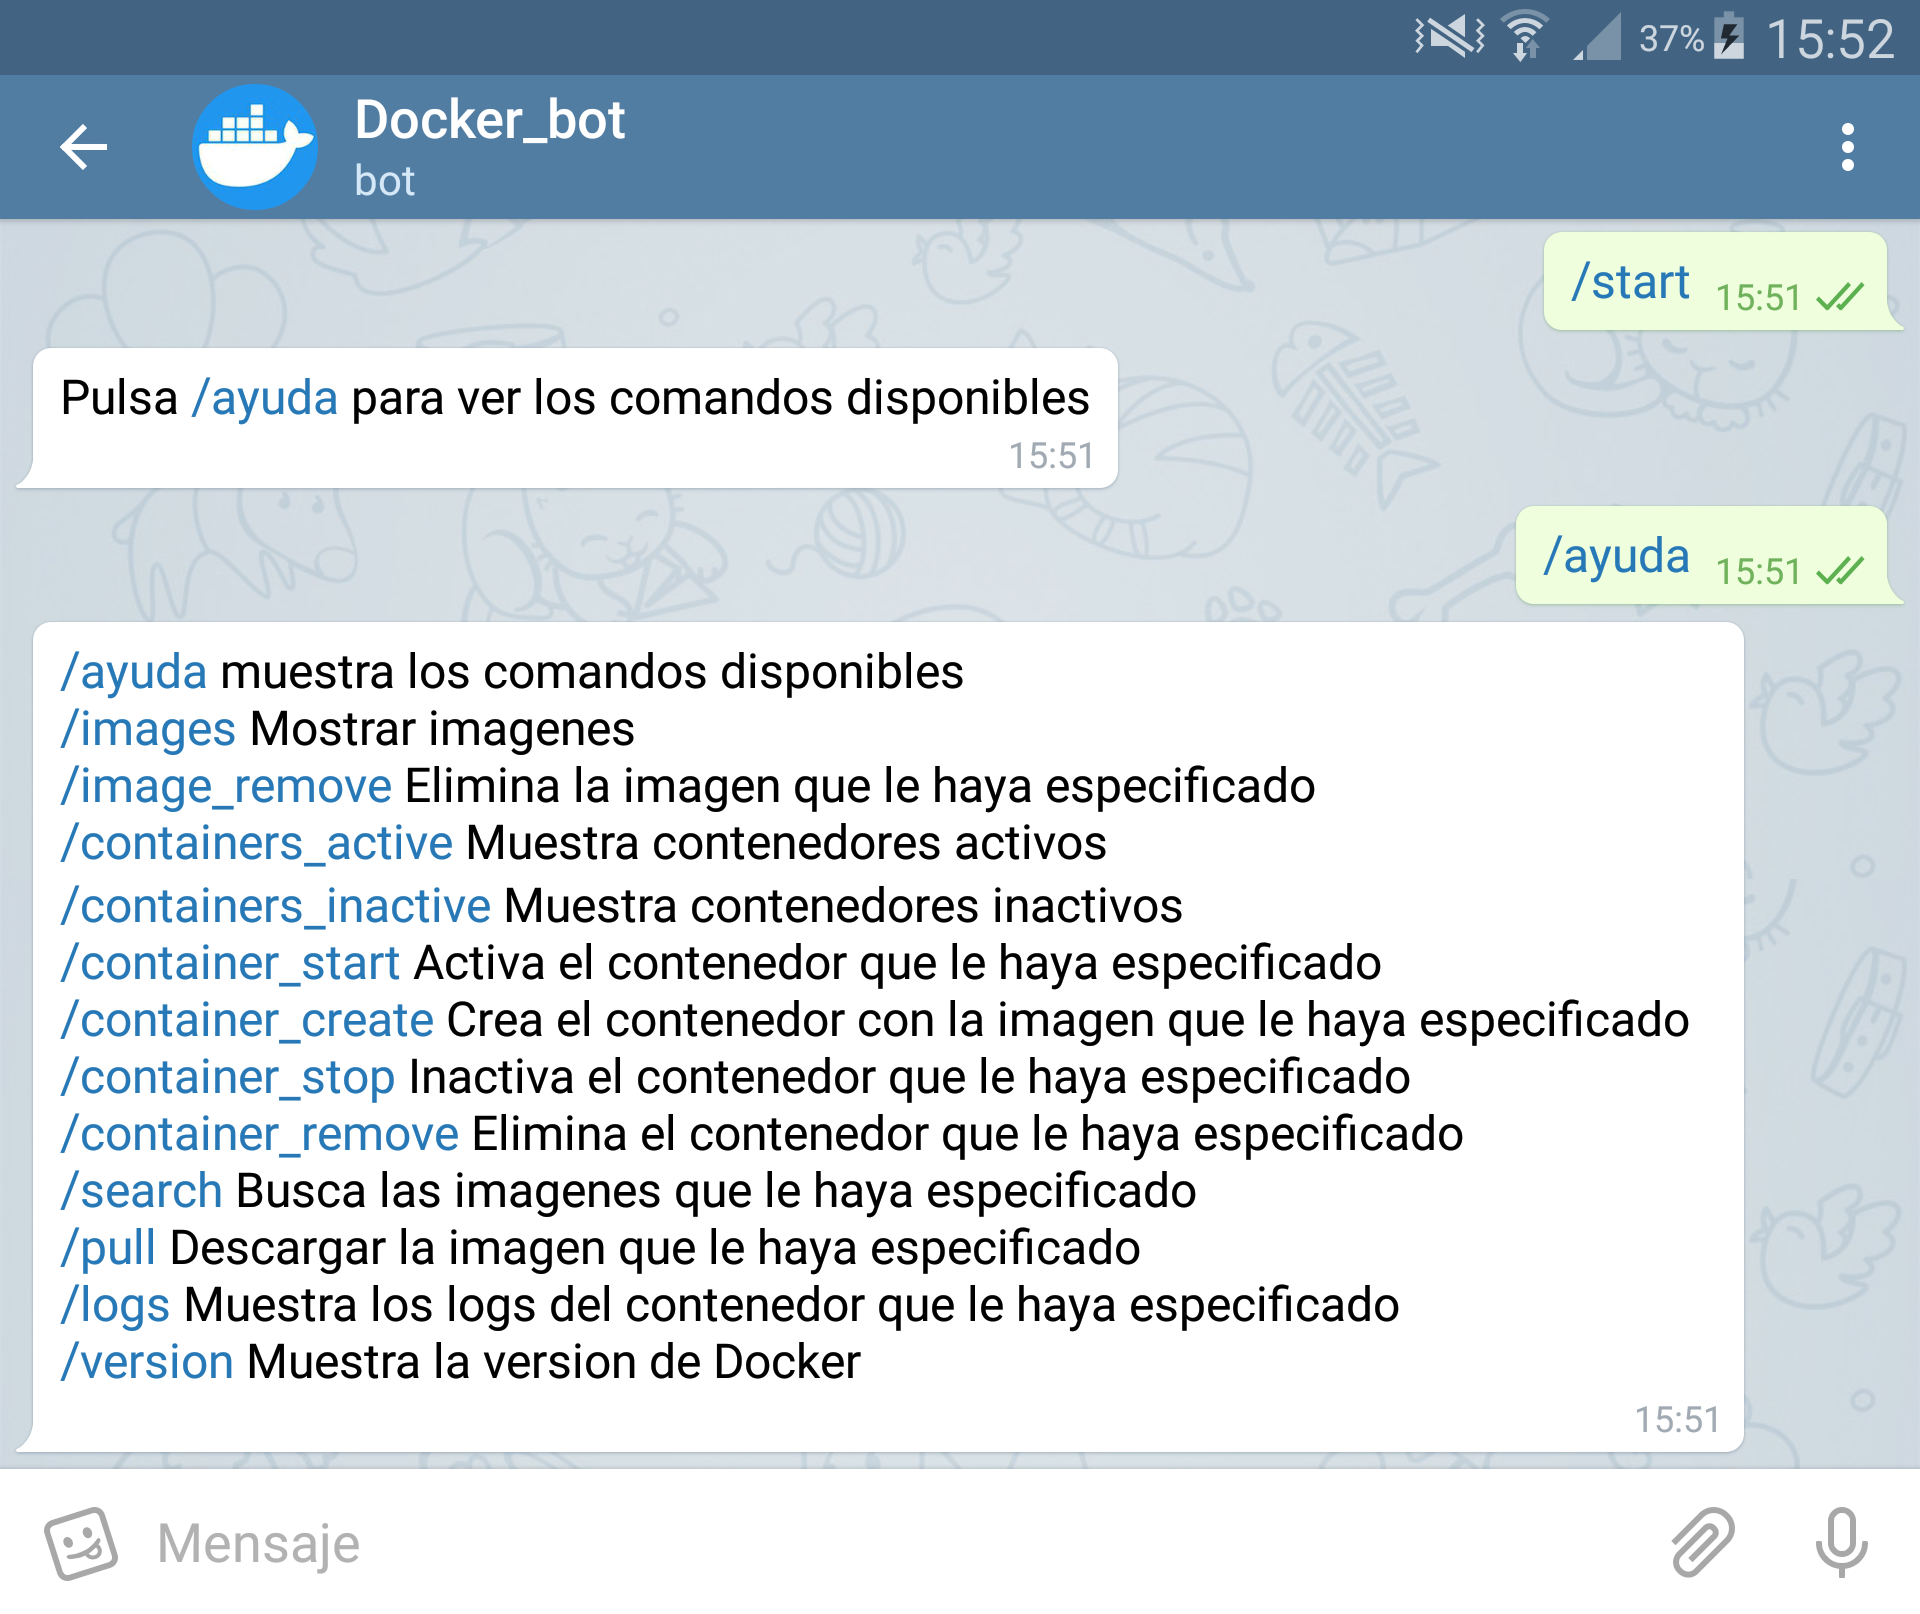 37% 15:52
Docker_bot
bot
/start 15:51
Pulsa /ayuda para ver los comandos disponibles
15:51
/ayuda 15:51
/ayuda muestra los comandos disponibles
/images Mostrar imagenes
/image_remove Elimina la imagen que le haya especificado
/containers_active Muestra contenedores activos
/containers_inactive Muestra contenedores inactivos
/container_start Activa el contenedor que le haya especificado
/container_create Crea el contenedor con la imagen que le haya especificado
/container_stop Inactiva el contenedor que le haya especificado
/container_remove Elimina el contenedor que le haya especificado
/search Busca las imagenes que le haya especificado
/pull Descargar la imagen que le haya especificado
/logs Muestra los logs del contenedor que le haya especificado
/version Muestra la version de Docker
15:51
Mensaje